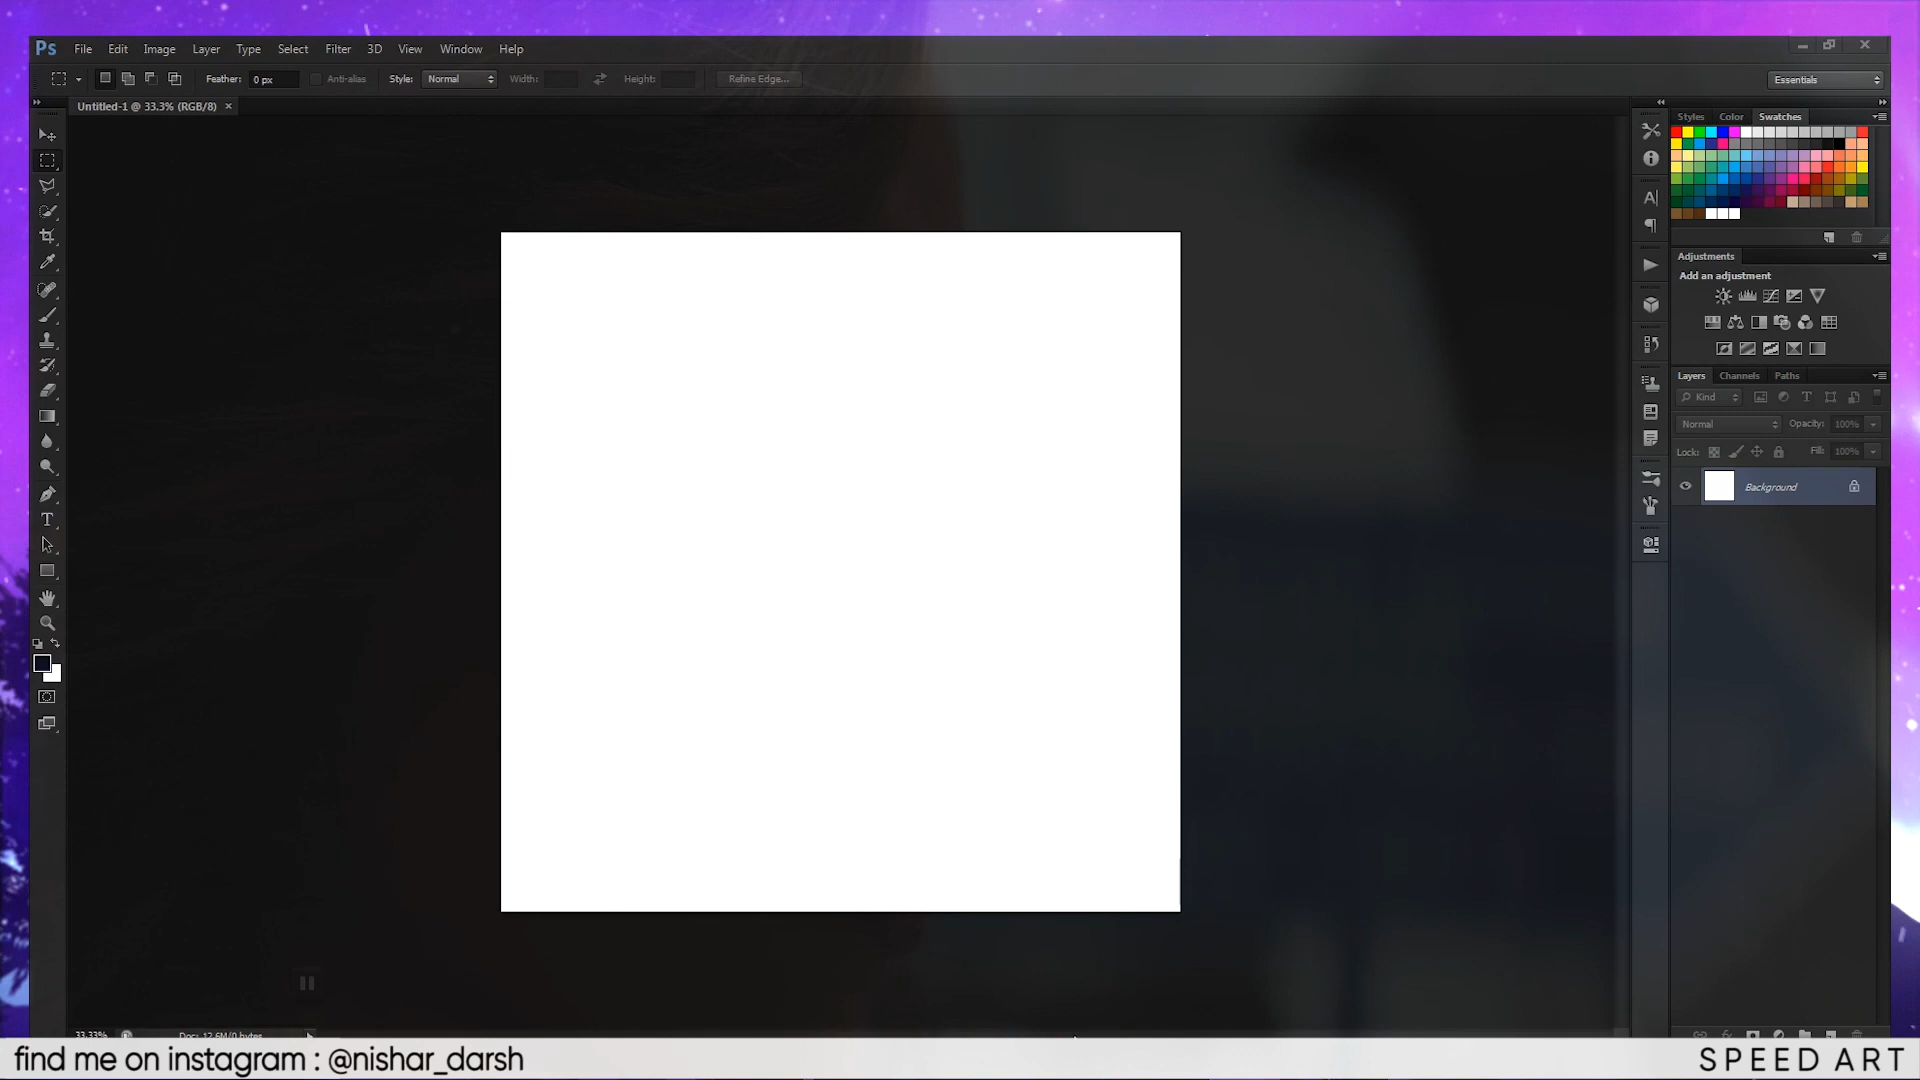 Ps File Edit Image Layer Type Select Filter 3D View Window Help
Feather: 0 px Anti-alias Style: Normal Width: Height: Refine Edge... Essentials
Untitled-1 @ 33.3% (RGB/8) ×
Styles Color Swatches
Adjustments
Add an adjustment
Layers Channels Paths
Kind
Normal Opacity: 100%
Lock: Fill: 100%
Background
33.33% Doc: 12.6M/0 bytes
find me on instagram : @nishar_darsh
SPEED ART